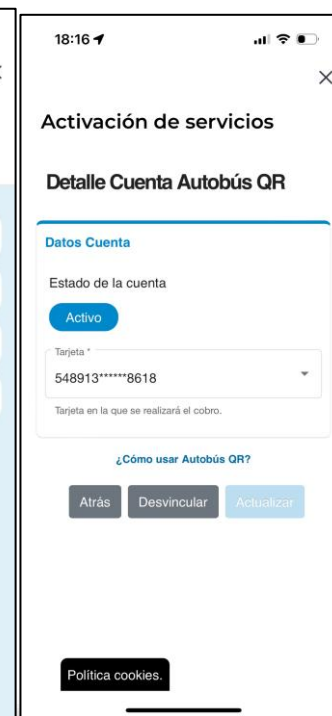 18:16
Activación de servicios
Detalle Cuenta Autobús QR
Datos Cuenta
Estado de la cuenta
Activo
Tarjeta *
548913******8618
Tarjeta en la que se realizará el cobro.
¿Cómo usar Autobús QR?
Atrás Desvincular Actualizar
Política cookies.